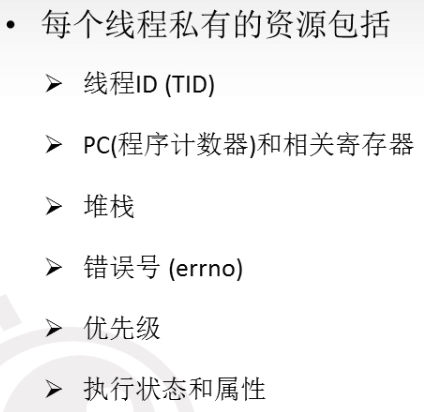 • 每个线程私有的资源包括
➢ 线程ID (TID)
➢ PC(程序计数器)和相关寄存器
➢ 堆栈
➢ 错误号 (errno)
➢ 优先级
➢ 执行状态和属性